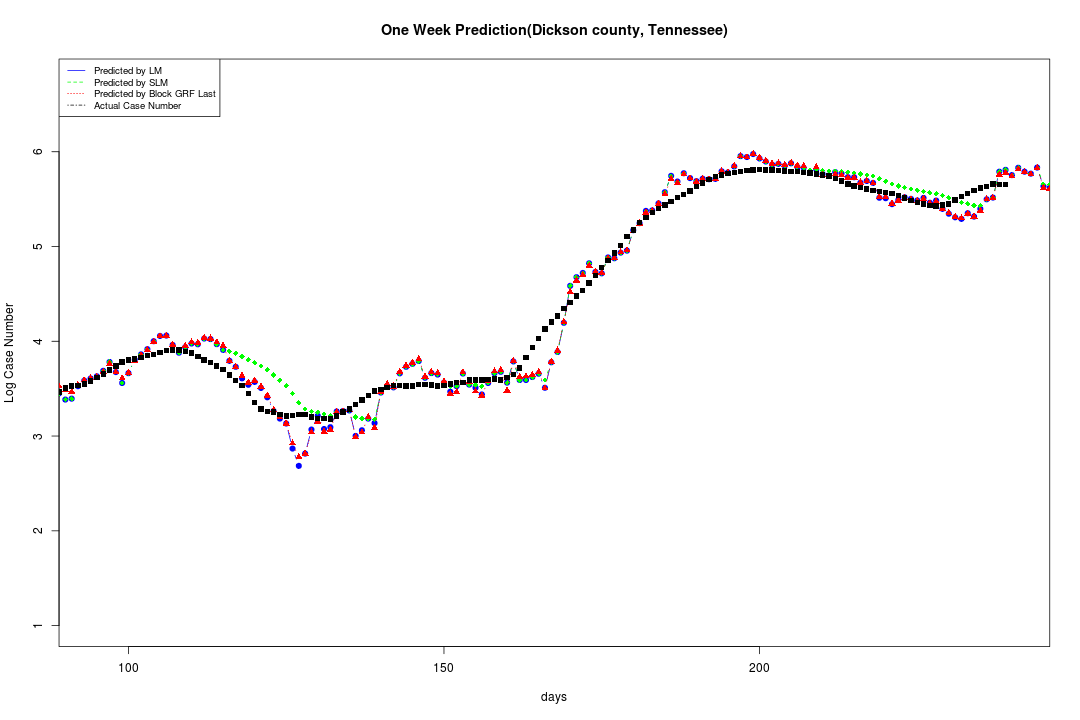 One Week Prediction(Dickson county, Tennessee)
Predicted by LM
Predicted by SLM
Predicted by Block GRF Last
Actual Case Number
Log Case Number
6
5
4
3
2
1
100 150 200
days